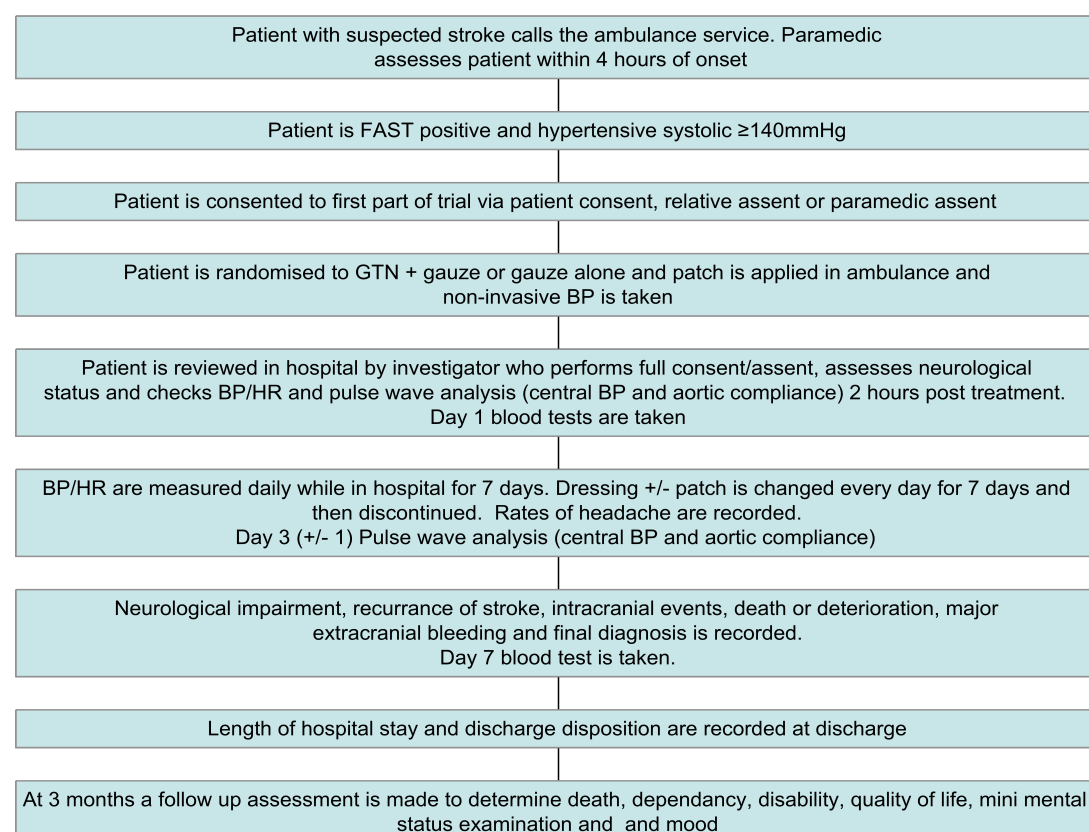 Patient with suspected stroke calls the ambulance service. Paramedic
assesses patient within 4 hours of onset
Patient is FAST positive and hypertensive systolic ≥140mmHg
Patient is consented to first part of trial via patient consent, relative assent or paramedic assent
Patient is randomised to GTN + gauze or gauze alone and patch is applied in ambulance and
non-invasive BP is taken
Patient is reviewed in hospital by investigator who performs full consent/assent, assesses neurological
status and checks BP/HR and pulse wave analysis (central BP and aortic compliance) 2 hours post treatment.
Day 1 blood tests are taken
BP/HR are measured daily while in hospital for 7 days. Dressing +/- patch is changed every day for 7 days and
then discontinued.  Rates of headache are recorded.
Day 3 (+/- 1) Pulse wave analysis (central BP and aortic compliance)
Neurological impairment, recurrance of stroke, intracranial events, death or deterioration, major
extracranial bleeding and final diagnosis is recorded.
Day 7 blood test is taken.
Length of hospital stay and discharge disposition are recorded at discharge
At 3 months a follow up assessment is made to determine death, dependancy, disability, quality of life, mini mental
status examination and  and mood